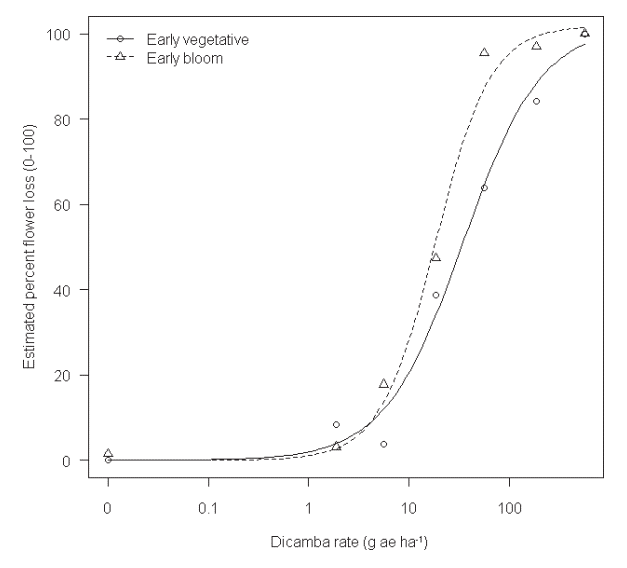 Early vegetative
Early bloom
100
80
60
40
20
0
Estimated percent flower loss (0-100)
0 0.1 1 10 100
Dicamba rate (g ae ha⁻¹)